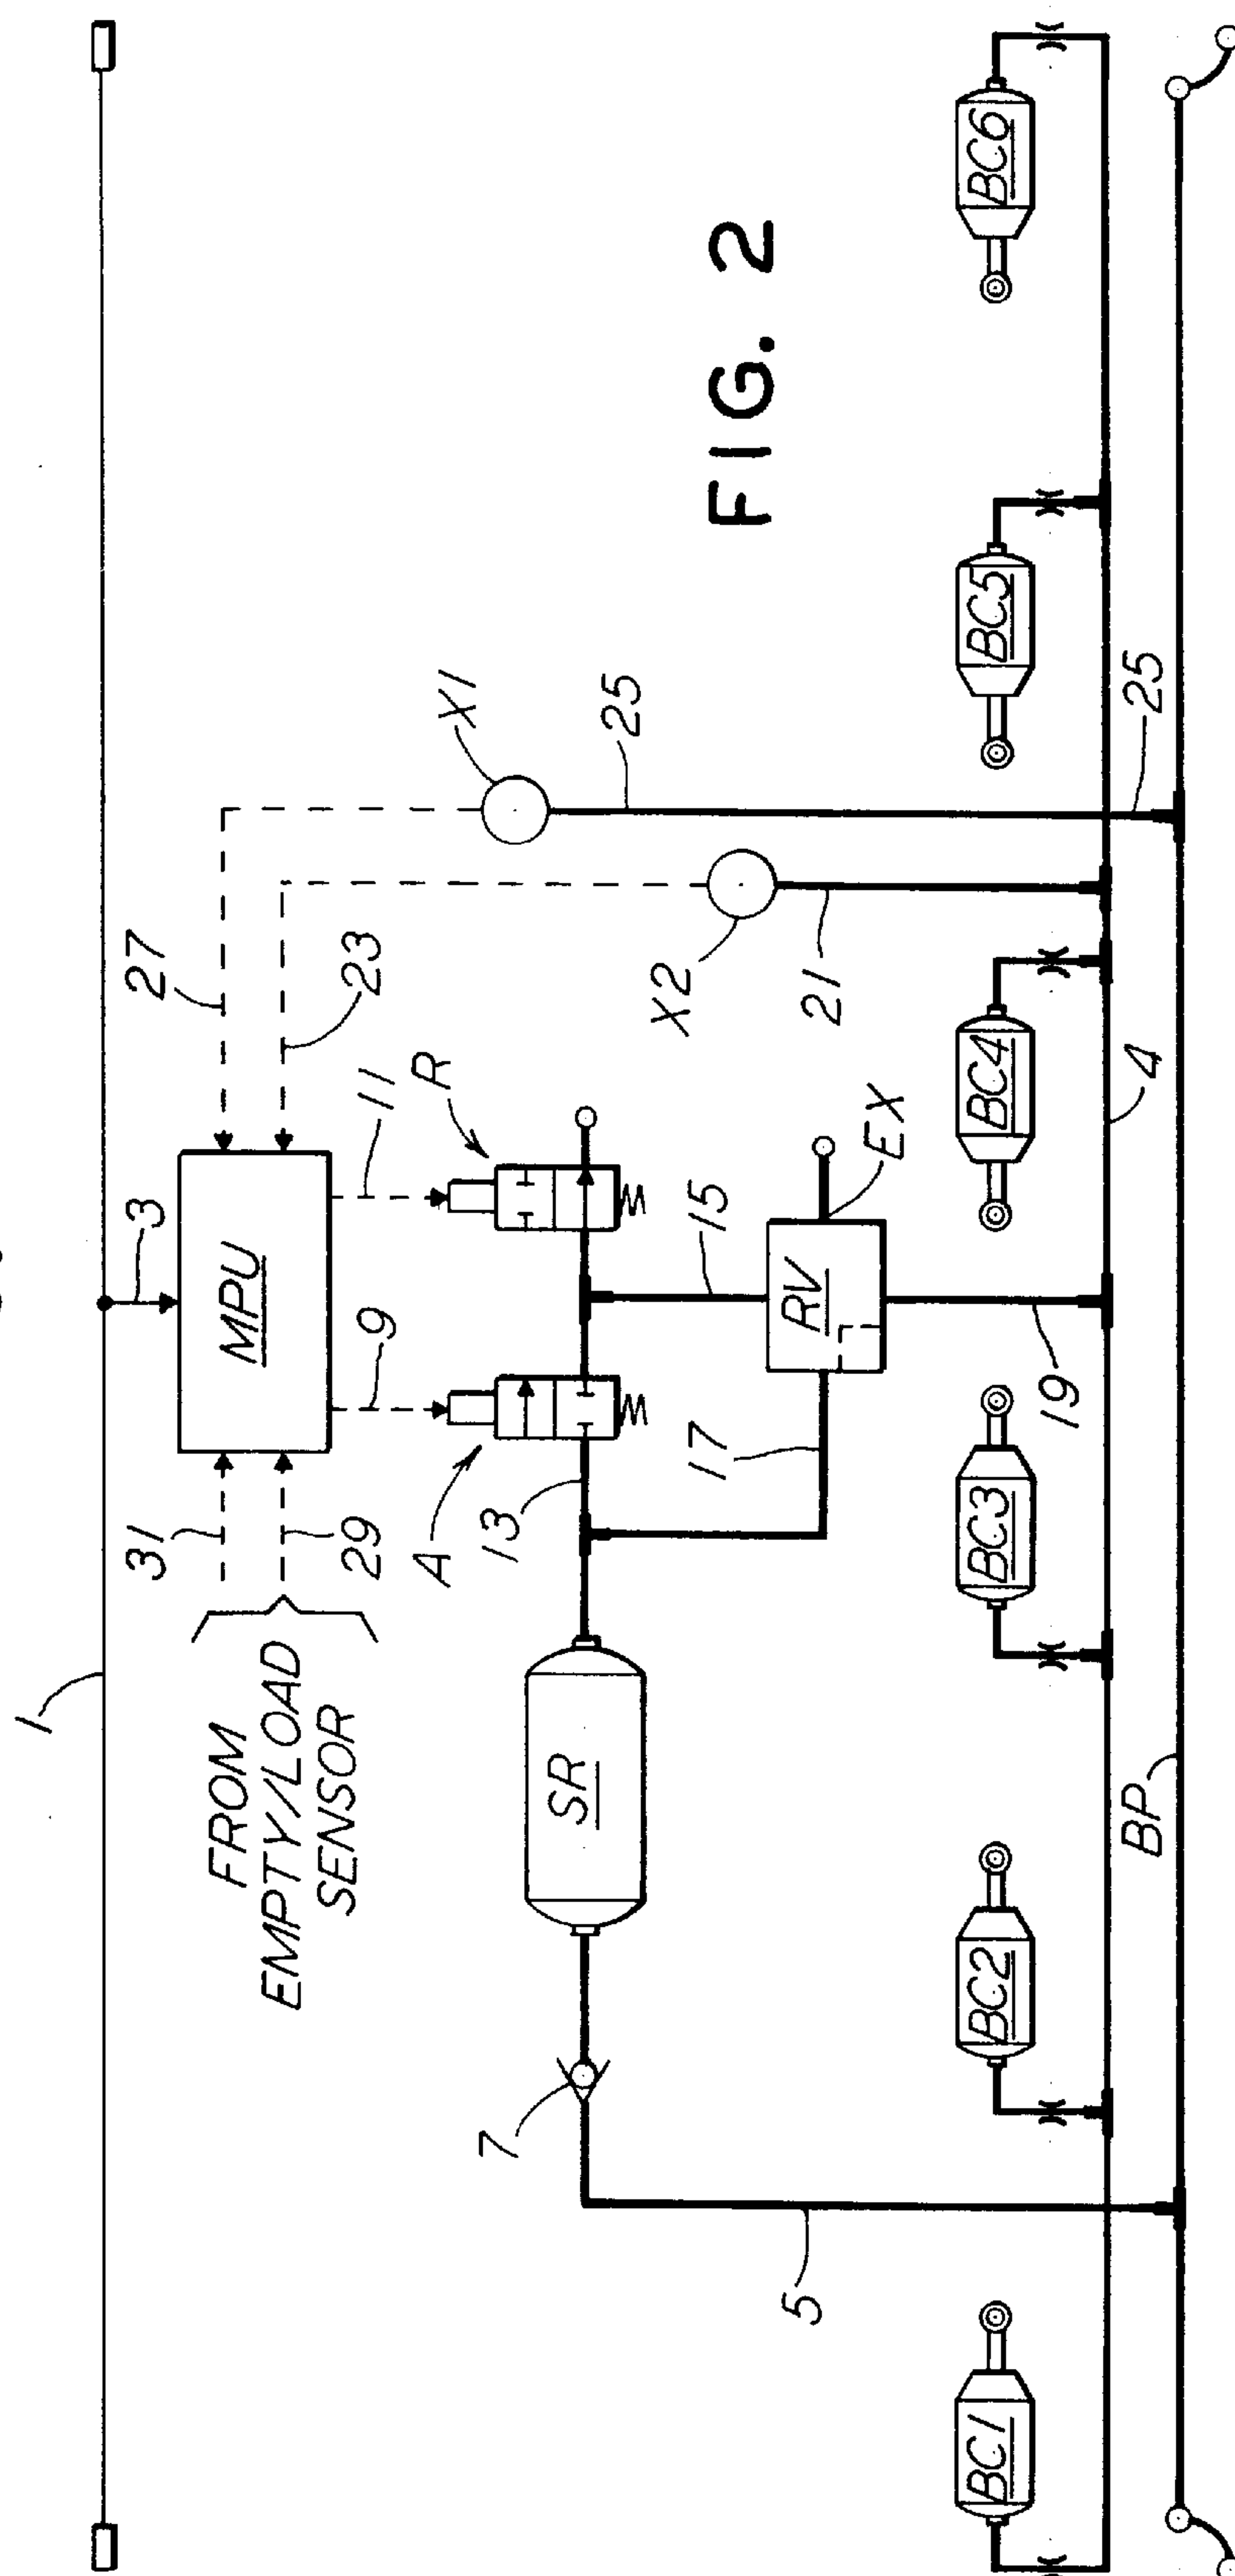 1
3
27
31
MPU
23
29
FROM
EMPTY/LOAD
SENSOR
9
11
A
R
X1
7
SR
13
25
17
15
RV
EX
X2
21
FIG. 2
5
19
BC1
BC2
BC3
BC4
BC5
BC6
4
BP
25